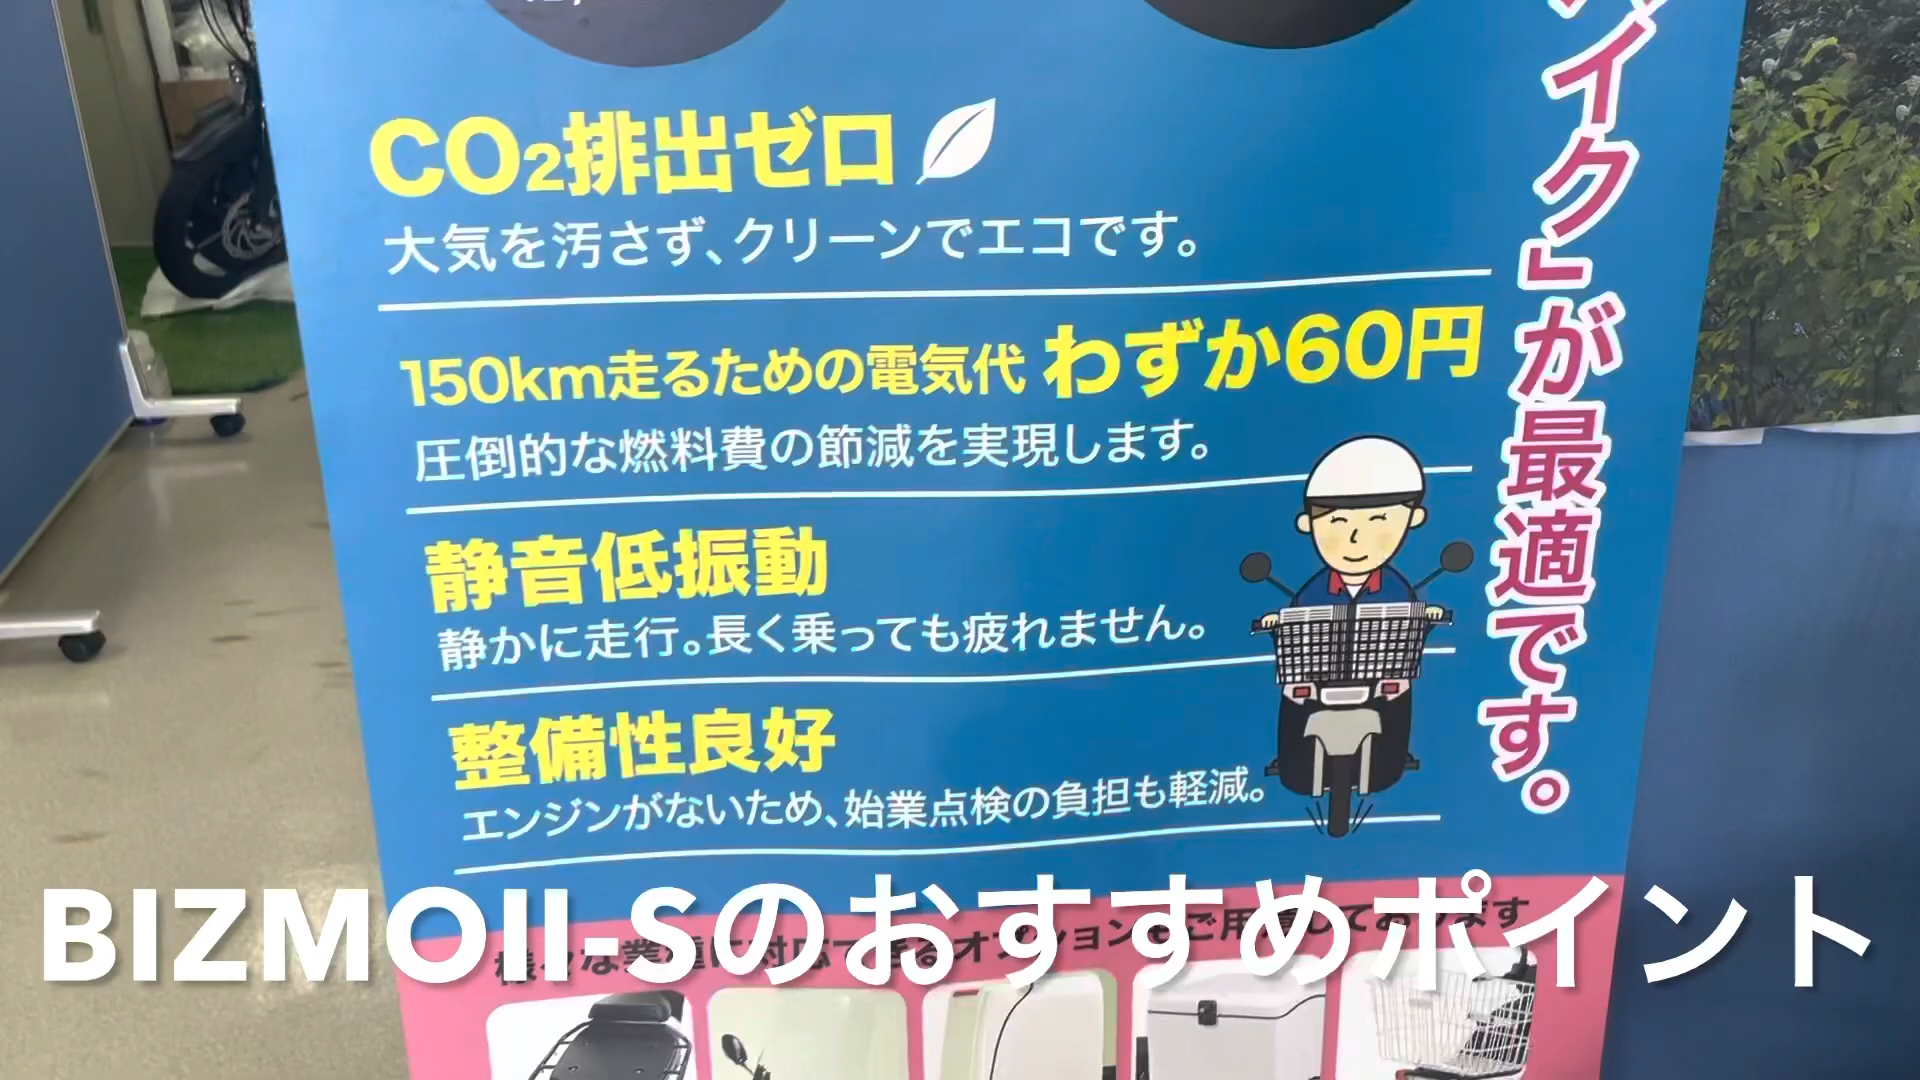 CO2排出ゼロ
大気を汚さず、クリーンでエコです。
150km走るための電気代 わずか60円
圧倒的な燃料費の節減を実現します。
静音低振動
静かに走行。長く乗っても疲れません。
整備性良好
エンジンがないため、始業点検の負担も軽減。
イク」が最適です。
BIZMOII-Sのおすすめポイント